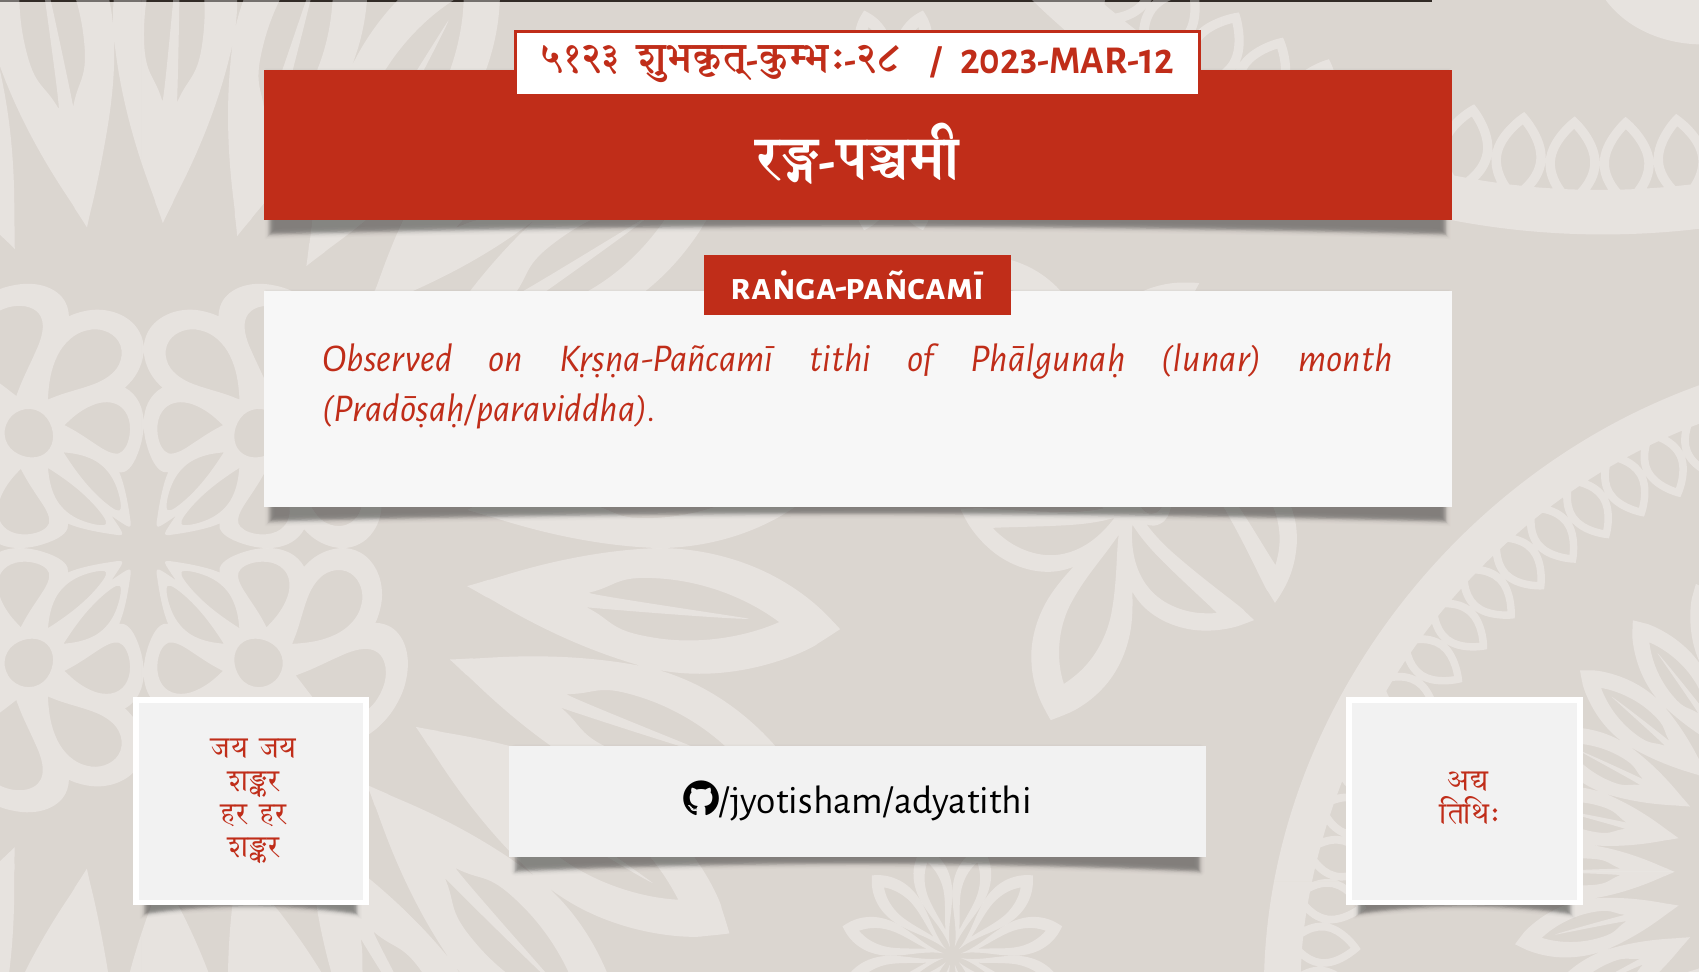 ५१२३ शुभकृत्-कुम्भः-२८ / 2023-MAR-12
रङ्ग-पञ्चमी
RAṄGA-PAÑCAMĪ
Observed on Kṛṣṇa-Pañcamī tithi of Phālgunaḥ (lunar) month
(Pradōṣaḥ/paraviddha).
जय जय
शङ्कर
हर हर
शङ्कर
/jyotisham/adyatithi
अद्य
तिथिः